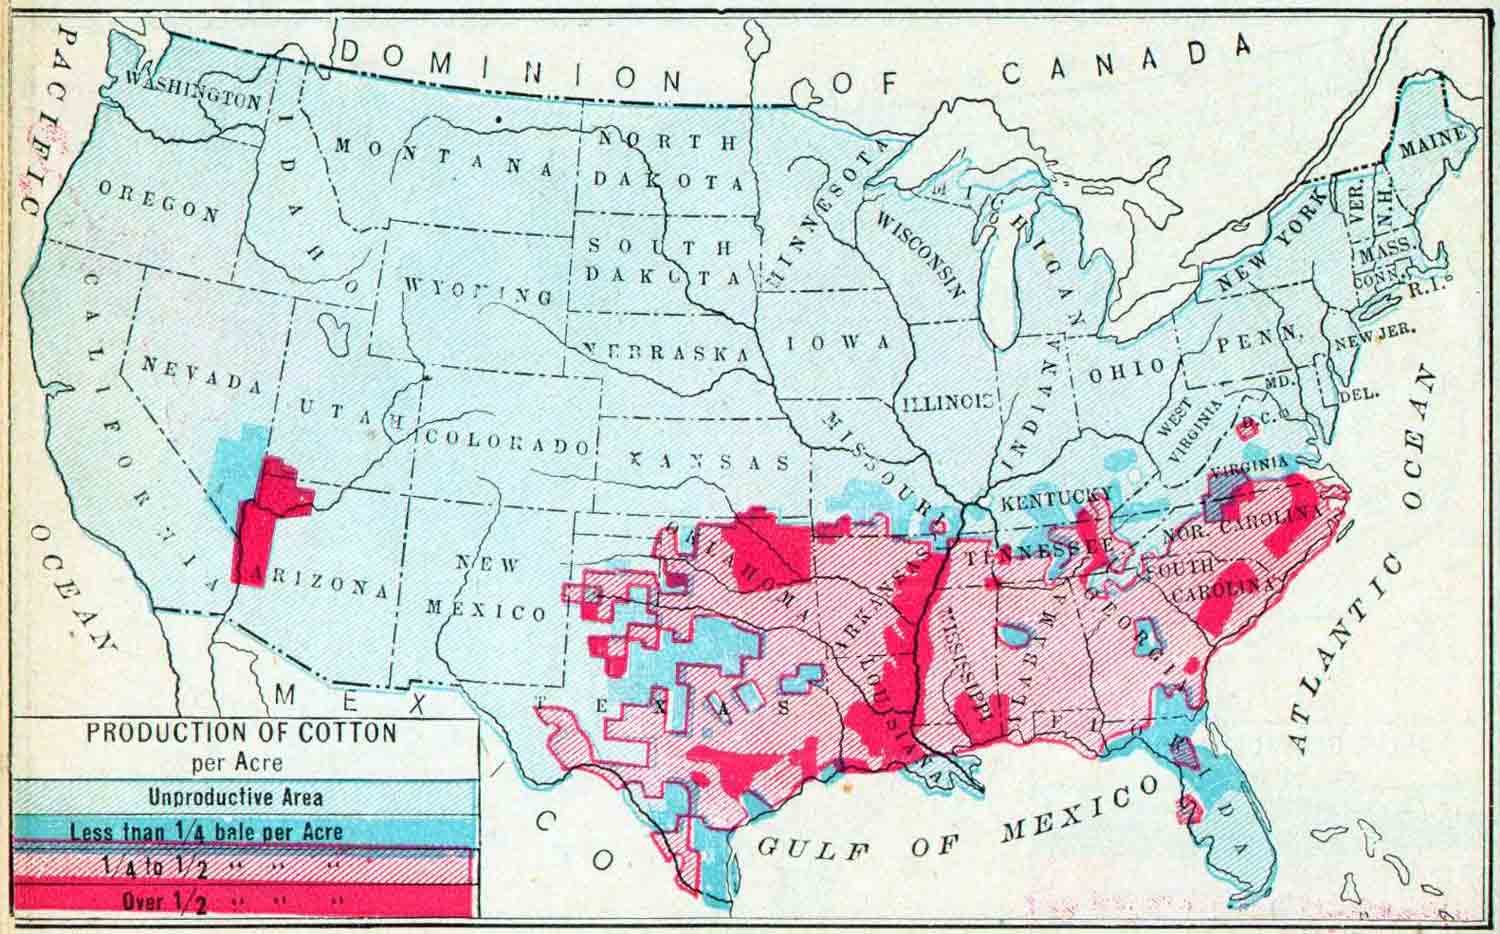 DOMINION OF CANADA
PACIFIC
OCEAN
WASHINGTON
OREGON
CALIFORNIA
IDAHO
NEVADA
MONTANA
WYOMING
UTAH
COLORADO
ARIZONA
NEW
MEXICO
NORTH
DAKOTA
SOUTH
DAKOTA
NEBRASKA
KANSAS
OKLAHOMA
TEXAS
MINNESOTA
IOWA
MISSOURI
ARKANSAS
LOUISIANA
WISCONSIN
MICHIGAN
ILLINOIS
INDIANA
OHIO
KENTUCKY
TENNESSEE
MISSISSIPPI
ALABAMA
GEORGIA
FLORIDA
SOUTH
CAROLINA
NOR. CAROLINA
VIRGINIA
WEST
VIRGINIA
D.C.
MD.
DEL.
PENN.
NEW JER.
NEW YORK
CONN.
R.I.
MASS.
VER.
N.H.
MAINE
ATLANTIC OCEAN
GULF OF MEXICO
MEXICO
PRODUCTION OF COTTON
per Acre
Unproductive Area
Less than 1/4 bale per Acre
1/4 to 1/2 " " "
Over 1/2 " " "